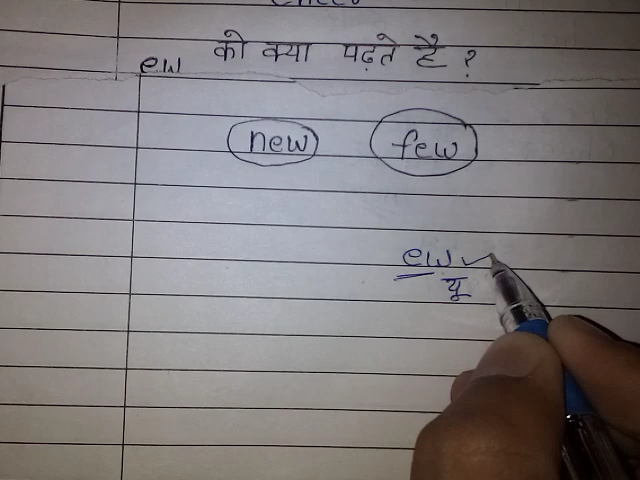 ew को क्या पढ़ते है ?
new few
ew
यू